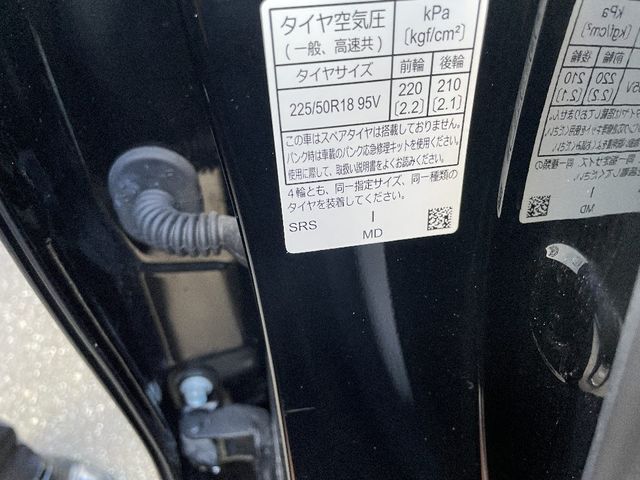 タイヤ空気圧 kPa
(一般、高速共) [kgf/cm²]
タイヤサイズ 前輪 後輪
225/50R18 95V 220 210
[2.2] [2.1]
この車はスペアタイヤは搭載しておりません。
パンク時は車載のパンク応急修理キットを使用ください。
使用に際して、取扱説明書をよくお読みください。
4輪とも、同一指定サイズ、同一種類の
タイヤを装着してください。
SRS I
MD